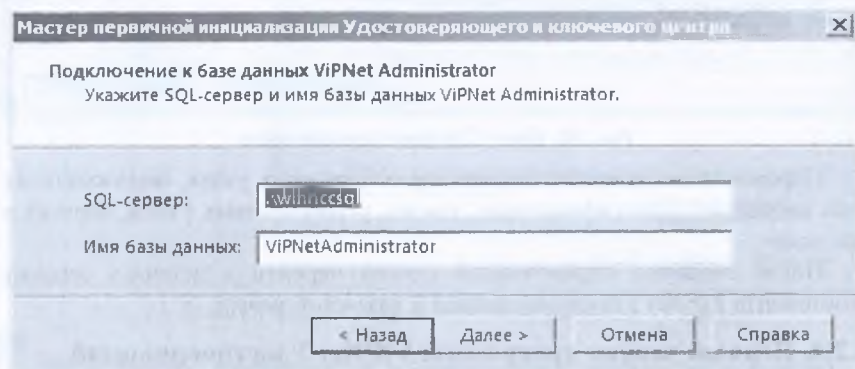 Мастер первичной инициализации Удостоверяющего и ключевого центра
Подключение к базе данных ViPNet Administrator
Укажите SQL-сервер и имя базы данных ViPNet Administrator.
SQL-сервер: .\winnccsql
Имя базы данных: ViPNetAdministrator
< Назад Далее > Отмена Справка